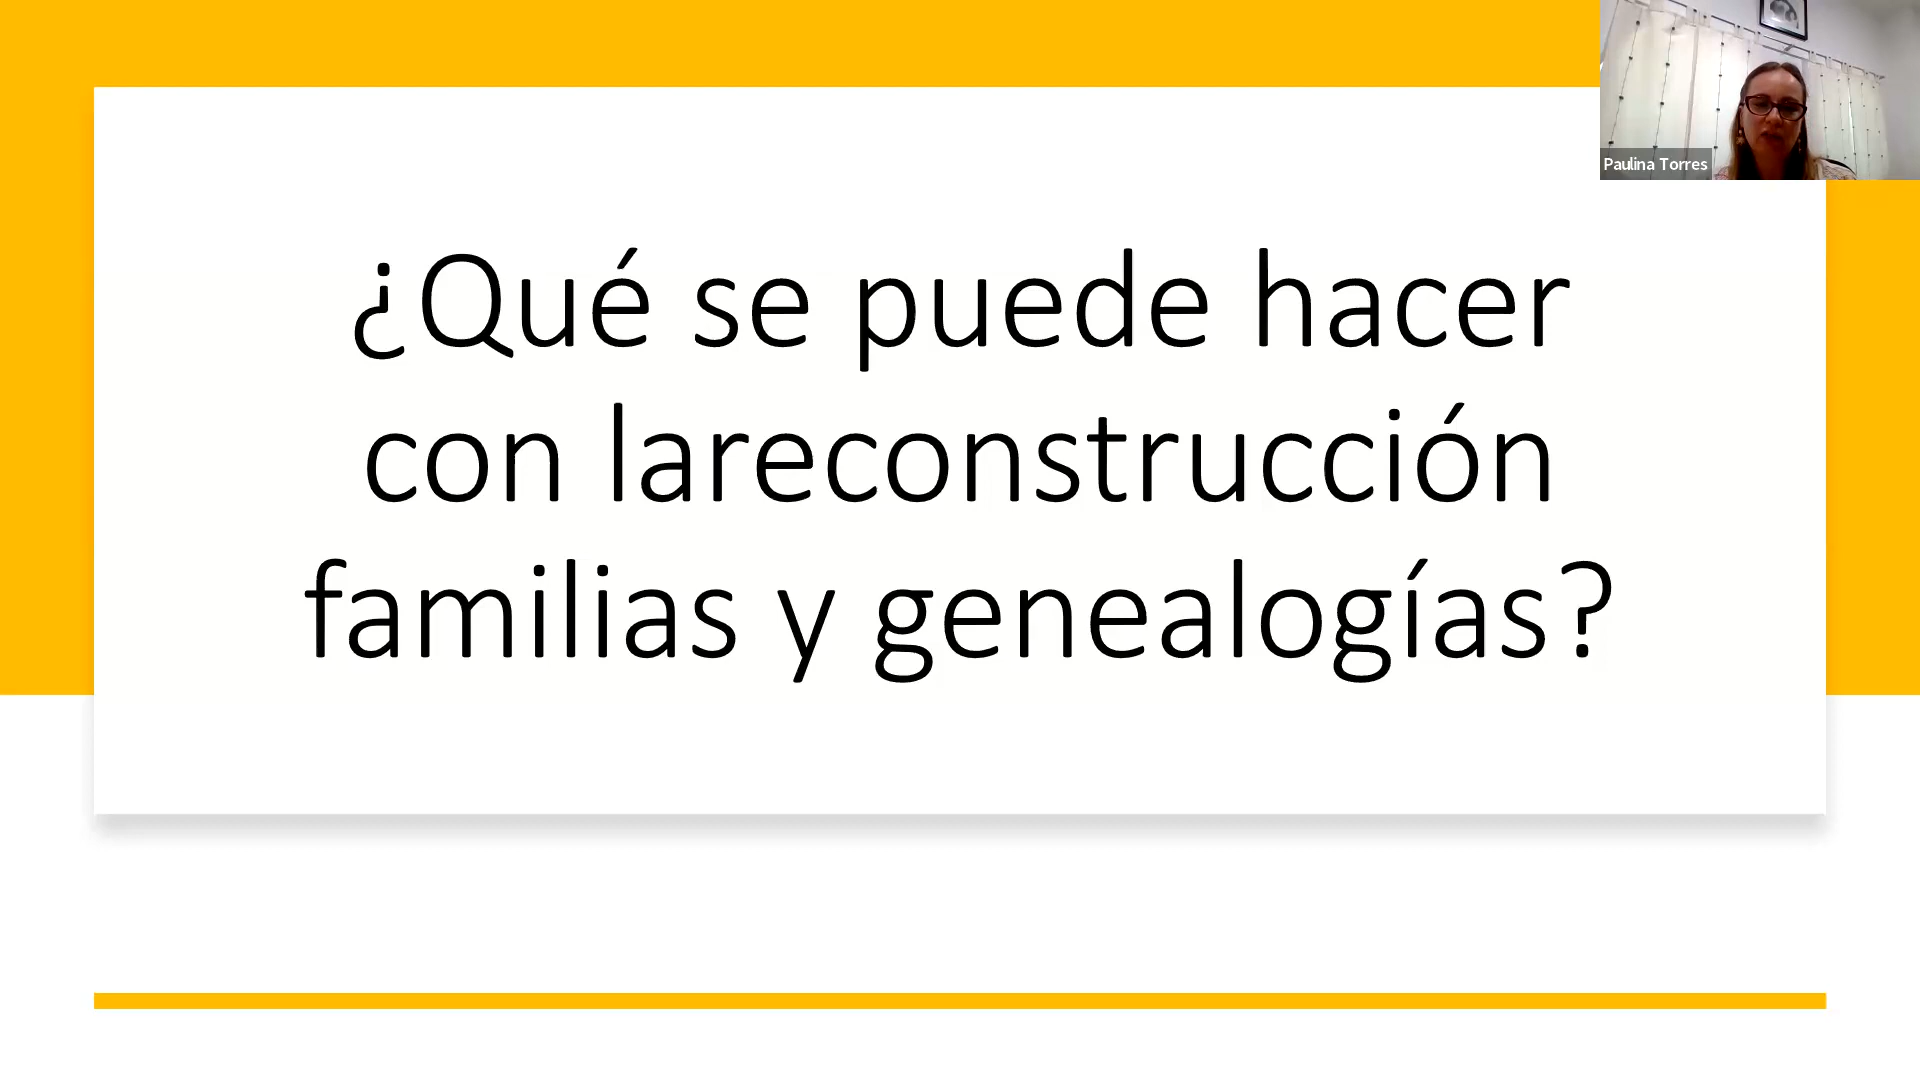 Paulina Torres
¿Qué se puede hacer
con lareconstrucción
familias y genealogías?